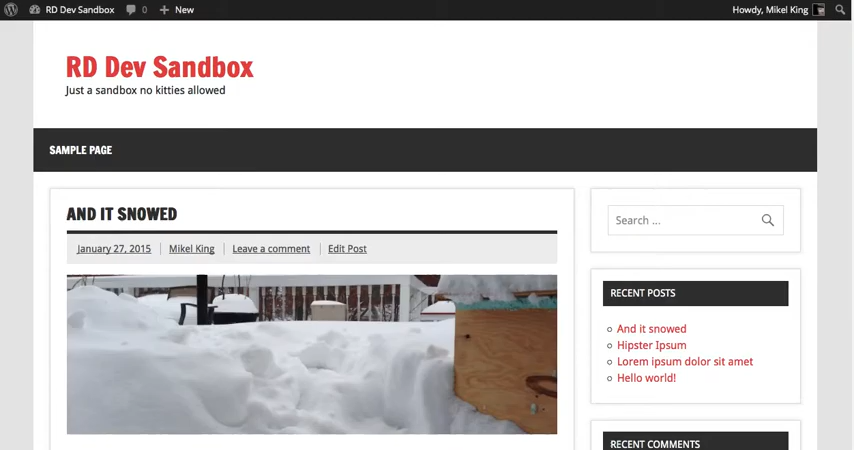 RD Dev Sandbox 0 New Howdy, Mikel King
RD Dev Sandbox
Just a sandbox no kitties allowed
SAMPLE PAGE
AND IT SNOWED
January 27, 2015 Mikel King Leave a comment Edit Post
Search ...
RECENT POSTS
And it snowed
Hipster Ipsum
Lorem ipsum dolor sit amet
Hello world!
RECENT COMMENTS